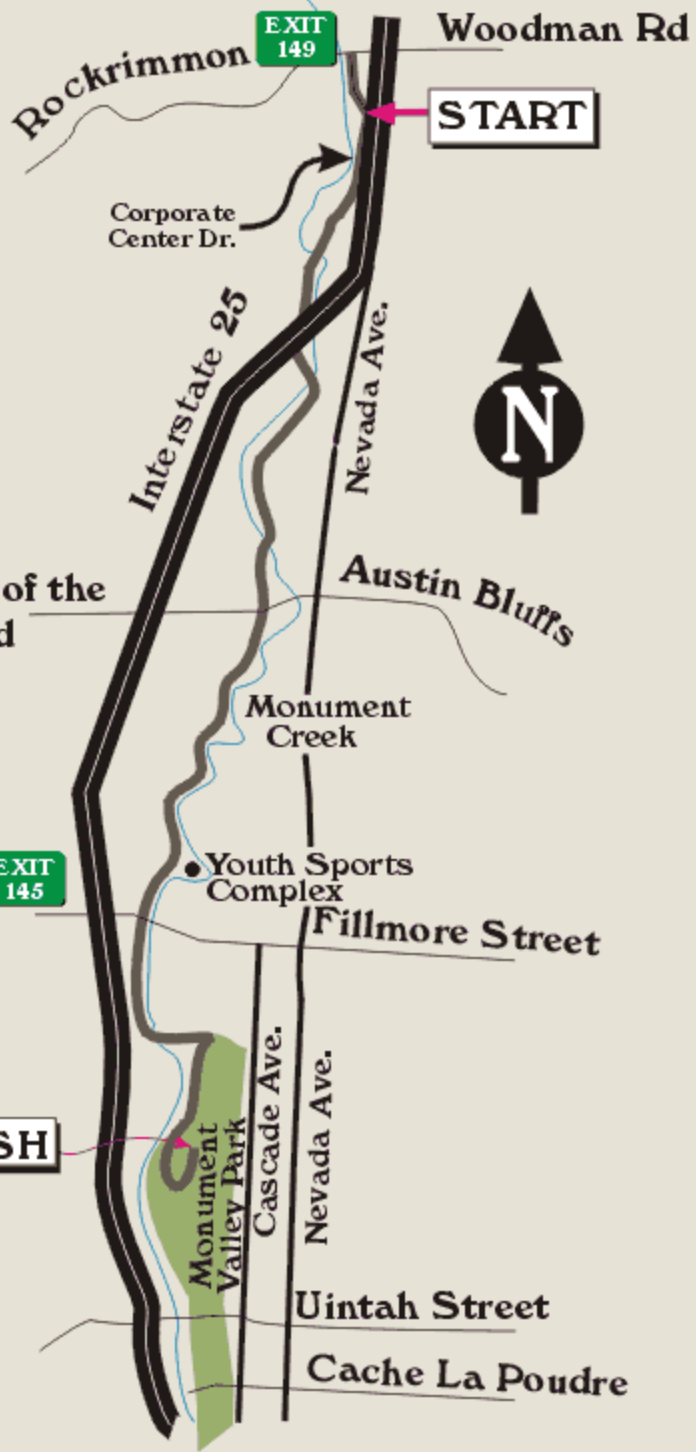 EXIT
149
Woodman Rd
Rockrimmon
START
Corporate
Center Dr.
Interstate 25
Nevada Ave.
N
of the
d
Austin Bluffs
Monument
Creek
EXIT
145
Youth Sports
Complex
Fillmore Street
SH
Monument
Valley Park
Cascade Ave.
Nevada Ave.
Uintah Street
Cache La Poudre